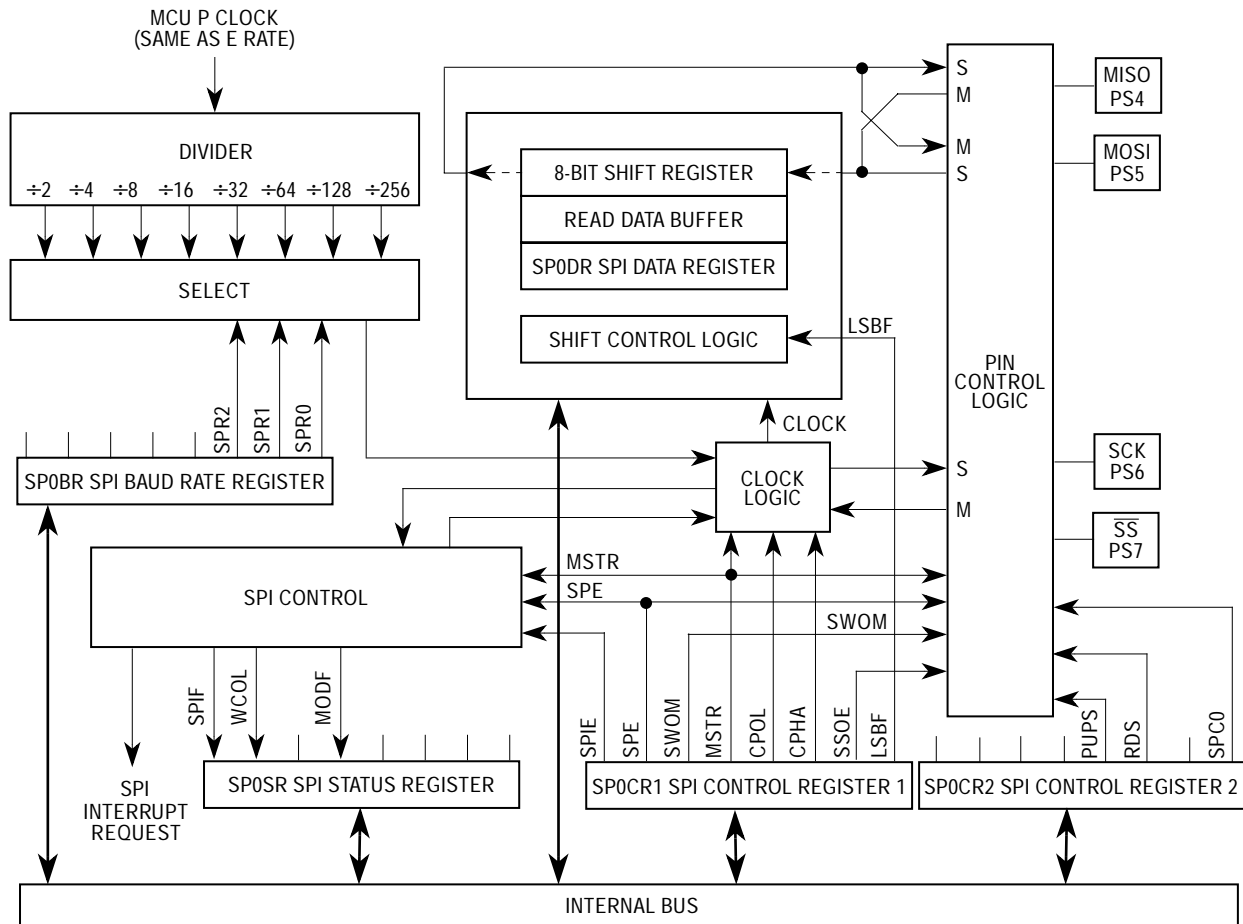 MCU P CLOCK
(SAME AS E RATE)
DIVIDER
÷2 ÷4 ÷8 ÷16 ÷32 ÷64 ÷128 ÷256
SELECT
SPR2
SPR1
SPR0
SP0BR SPI BAUD RATE REGISTER
8-BIT SHIFT REGISTER
READ DATA BUFFER
SP0DR SPI DATA REGISTER
SHIFT CONTROL LOGIC
LSBF
CLOCK
CLOCK
LOGIC
S
M
M
S
PIN
CONTROL
LOGIC
S
M
MISO
PS4
MOSI
PS5
SCK
PS6
SS
PS7
SPI CONTROL
MSTR
SPE
SWOM
SPIF
WCOL
MODF
SPI
INTERRUPT
REQUEST
SP0SR SPI STATUS REGISTER
SPIE
SPE
SWOM
MSTR
CPOL
CPHA
SSOE
LSBF
SP0CR1 SPI CONTROL REGISTER 1
PUPS
RDS
SPC0
SP0CR2 SPI CONTROL REGISTER 2
INTERNAL BUS